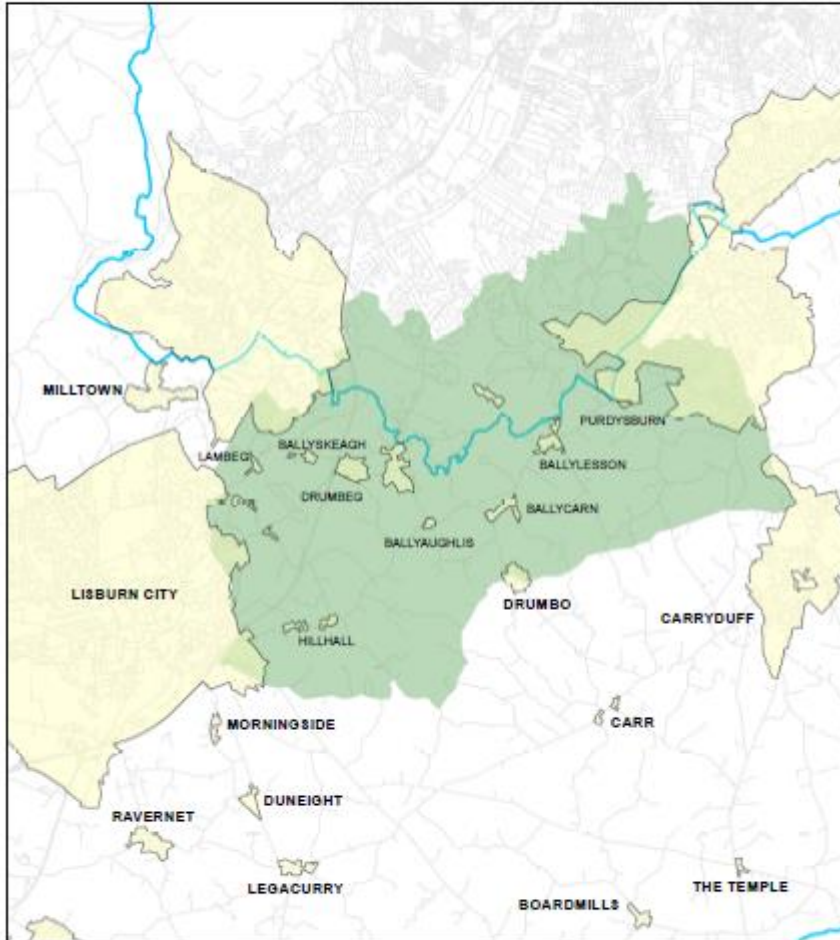 MILLTOWN
PURDYSBURN
BALLYSKEAGH
LAMBEG
BALLYLESSON
DRUMBEG
BALLYCARN
BALLYAUGHLIS
LISBURN CITY
DRUMBO
CARRYDUFF
HILLHALL
MORNINGSIDE
CARR
DUNEIGHT
RAVERNET
LEGACURRY
THE TEMPLE
BOARDMILLS